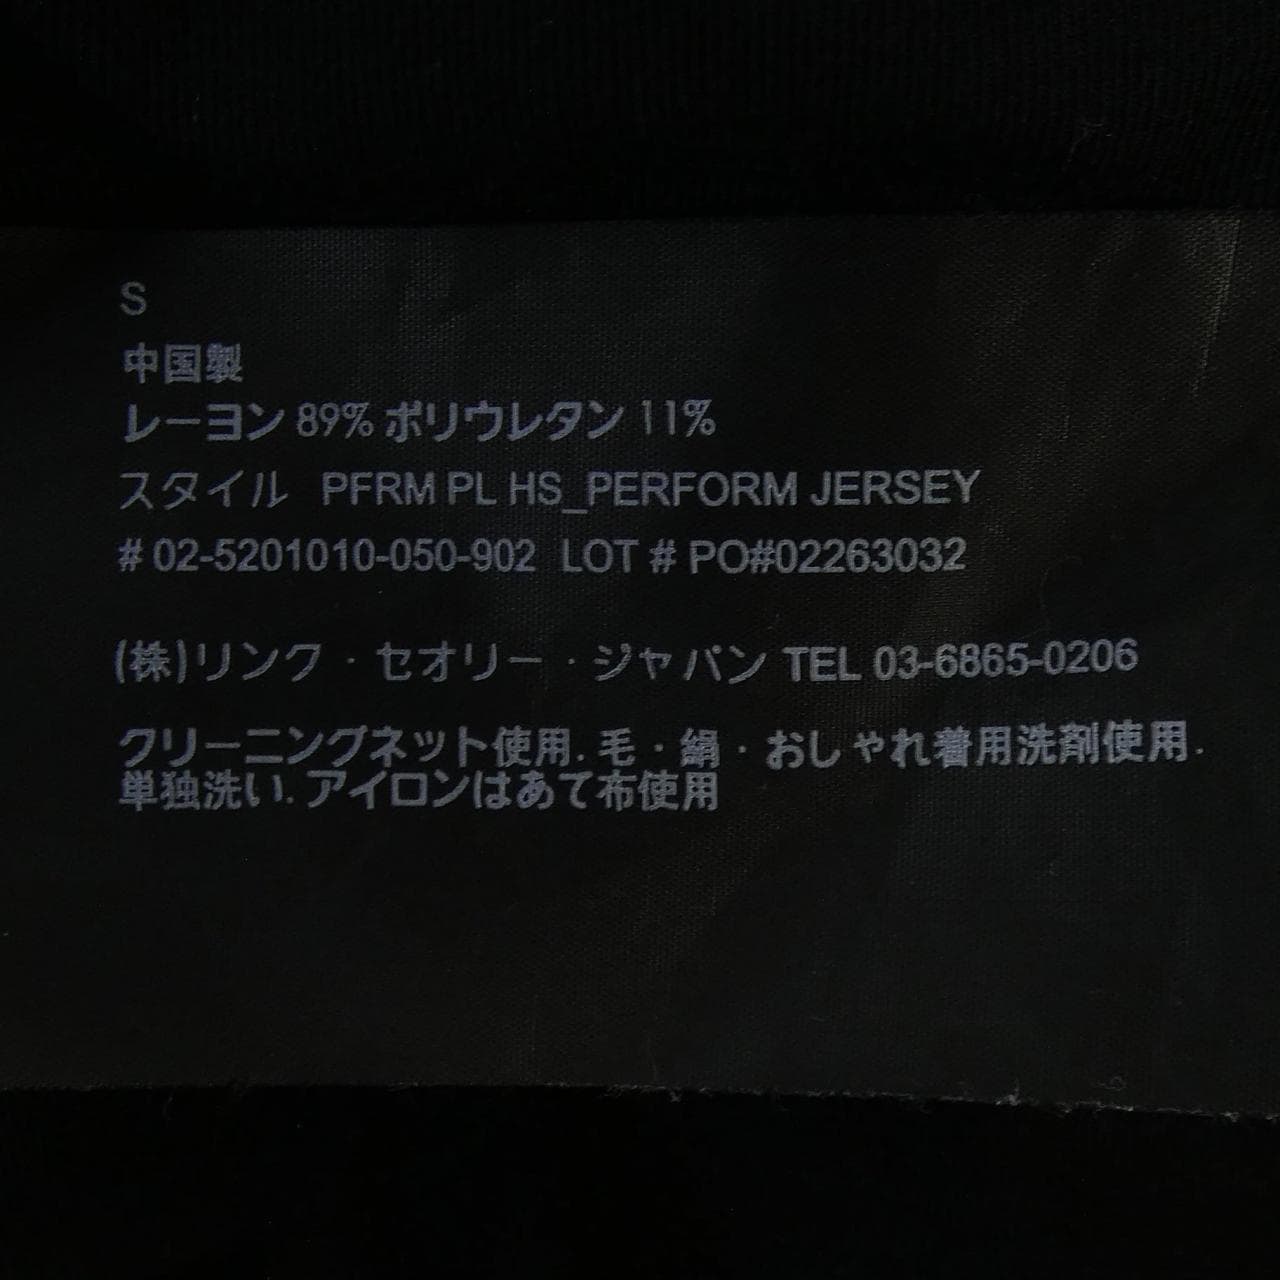 S
中国製
レーヨン 89% ポリウレタン 11%
スタイル PFRM PL HS_PERFORM JERSEY
# 02-5201010-050-902 LOT # PO#02263032
(株)リンク・セオリー・ジャパン TEL 03-6865-0206
クリーニングネット使用.毛・絹・おしゃれ着用洗剤使用.
単独洗い.アイロンはあて布使用